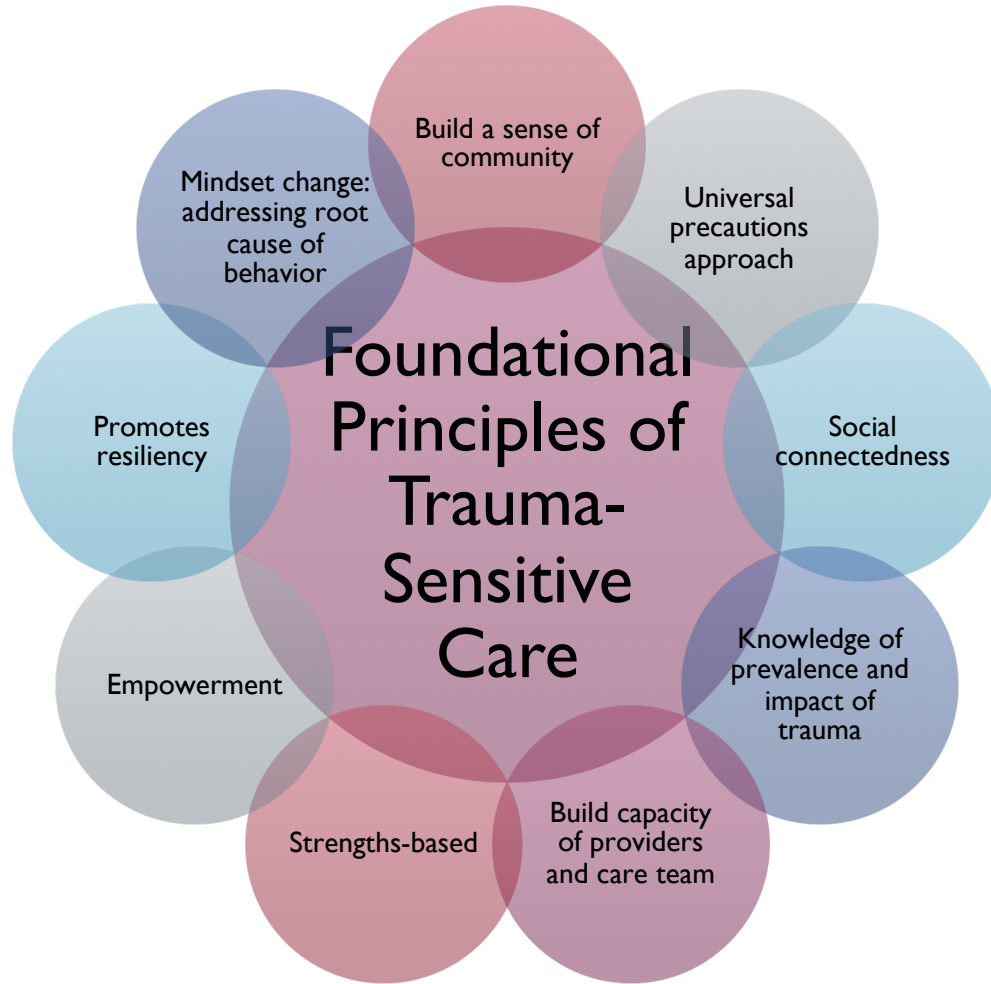 Build a sense of
community
Universal
precautions
approach
Social
connectedness
Knowledge of
prevalence and
impact of
trauma
Build capacity
of providers
and care team
Strengths-based
Empowerment
Promotes
resiliency
Mindset change:
addressing root
cause of
behavior
Foundational
Principles of
Trauma-
Sensitive
Care